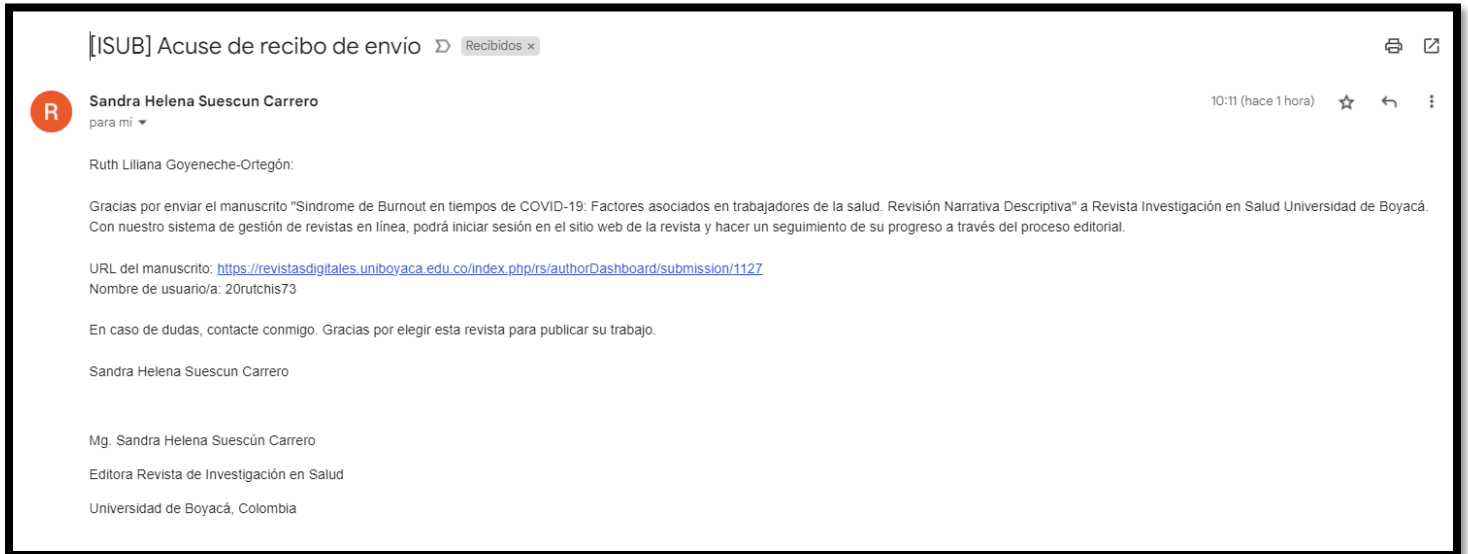 [ISUB] Acuse de recibo de envío Recibidos ×
Sandra Helena Suescun Carrero 10:11 (hace 1 hora)
R
para mí
Ruth Liliana Goyeneche-Ortegón:
Gracias por enviar el manuscrito "Sindrome de Burnout en tiempos de COVID-19: Factores asociados en trabajadores de la salud. Revisión Narrativa Descriptiva" a Revista Investigación en Salud Universidad de Boyacá.
Con nuestro sistema de gestión de revistas en línea, podrá iniciar sesión en el sitio web de la revista y hacer un seguimiento de su progreso a través del proceso editorial.
URL del manuscrito: https://revistasdigitales.uniboyaca.edu.co/index.php/rs/authorDashboard/submission/1127
Nombre de usuario/a: 20rutchis73
En caso de dudas, contacte conmigo. Gracias por elegir esta revista para publicar su trabajo.
Sandra Helena Suescun Carrero
Mg. Sandra Helena Suescún Carrero
Editora Revista de Investigación en Salud
Universidad de Boyacá, Colombia